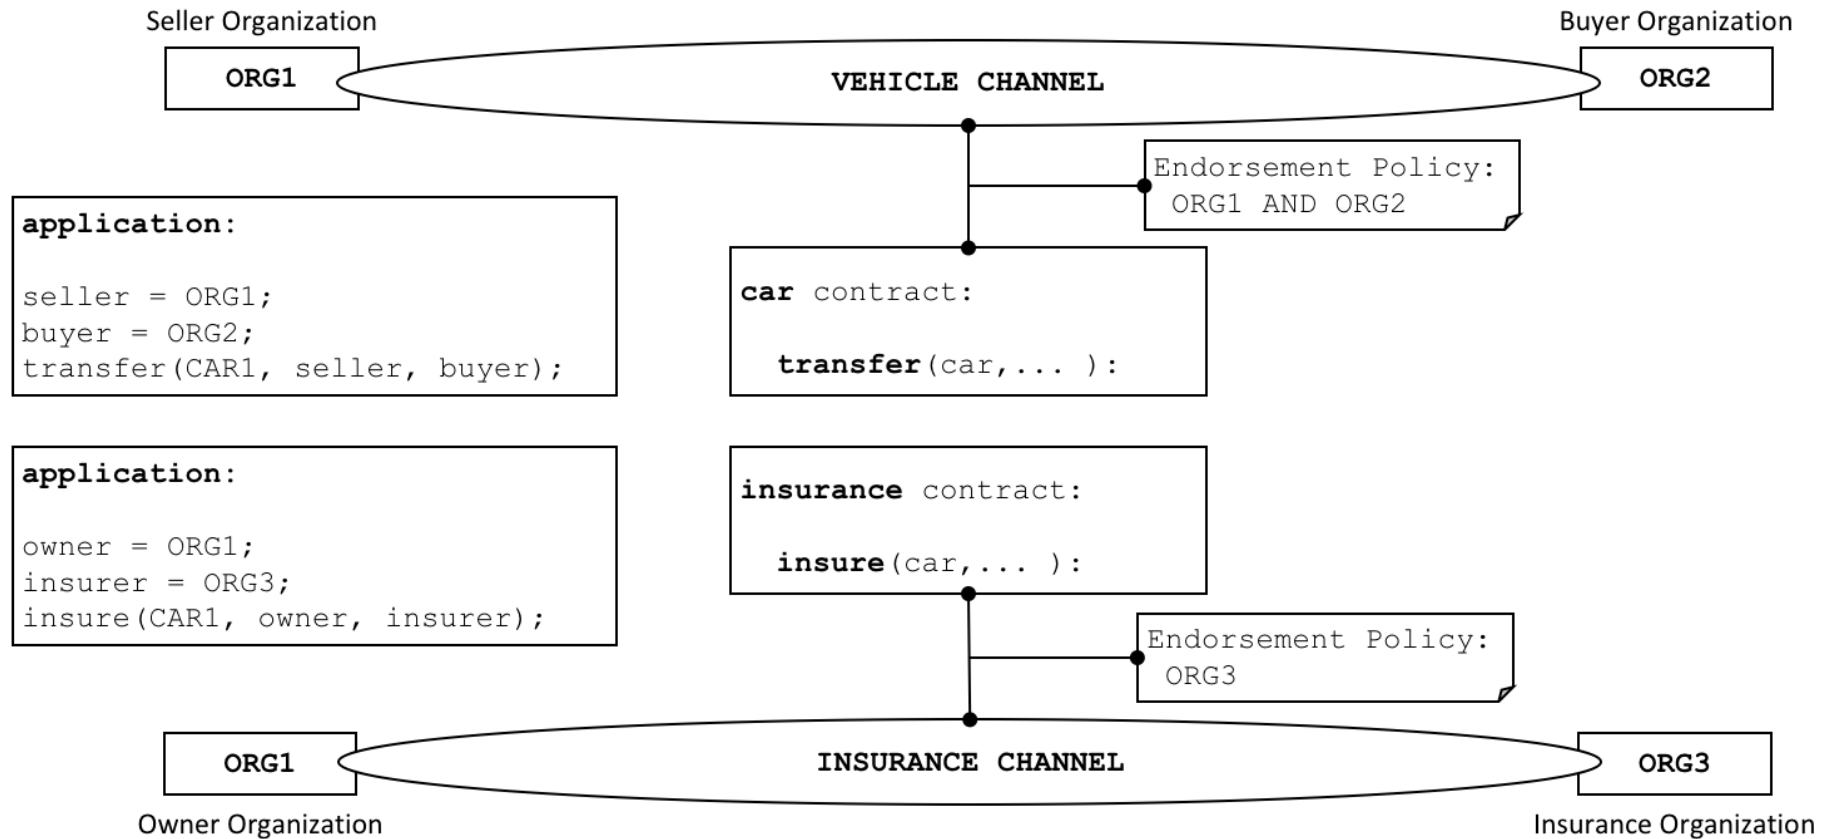 Seller Organization
Buyer Organization
ORG1
VEHICLE CHANNEL
ORG2
Endorsement Policy:
ORG1 AND ORG2
application:
seller = ORG1;
buyer = ORG2;
transfer(CAR1, seller, buyer);
car contract:
transfer(car,... ):
application:
owner = ORG1;
insurer = ORG3;
insure(CAR1, owner, insurer);
insurance contract:
insure(car,... ):
Endorsement Policy:
ORG3
ORG1
INSURANCE CHANNEL
ORG3
Owner Organization
Insurance Organization